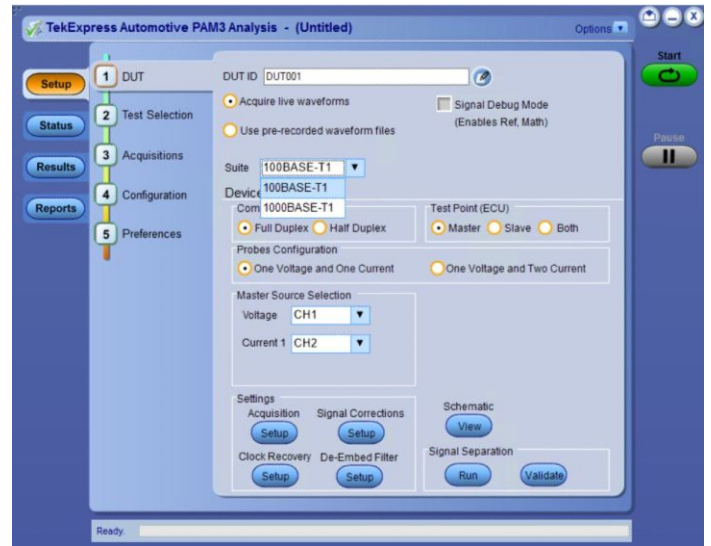 TekExpress Automotive PAM3 Analysis - (Untitled)
Options
Start
Pause
Setup
Status
Results
Reports
1 DUT
2 Test Selection
3 Acquisitions
4 Configuration
5 Preferences
DUT ID DUT001
Acquire live waveforms
Signal Debug Mode
(Enables Ref, Math)
Use pre-recorded waveform files
Suite 100BASE-T1
100BASE-T1
1000BASE-T1
Device
Com
Full Duplex Half Duplex
Test Point (ECU)
Master Slave Both
Probes Configuration
One Voltage and One Current One Voltage and Two Current
Master Source Selection
Voltage CH1
Current 1 CH2
Settings
Acquisition Signal Corrections
Setup Setup
Clock Recovery De-Embed Filter
Setup Setup
Schematic
View
Signal Separation
Run Validate
Ready.